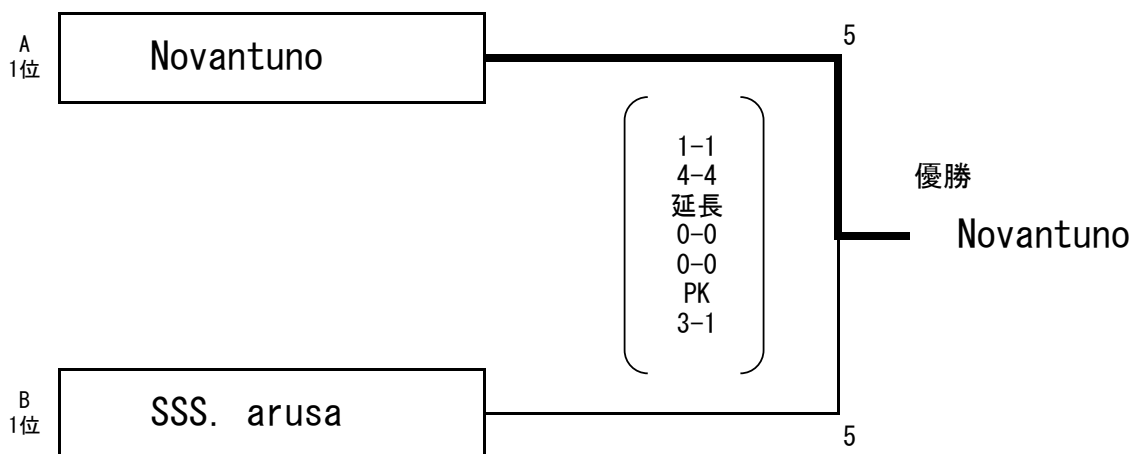 A
1位
Novantuno
5
1-1
4-4
延長
0-0
0-0
PK
3-1
優勝
Novantuno
B
1位
SSS. arusa
5